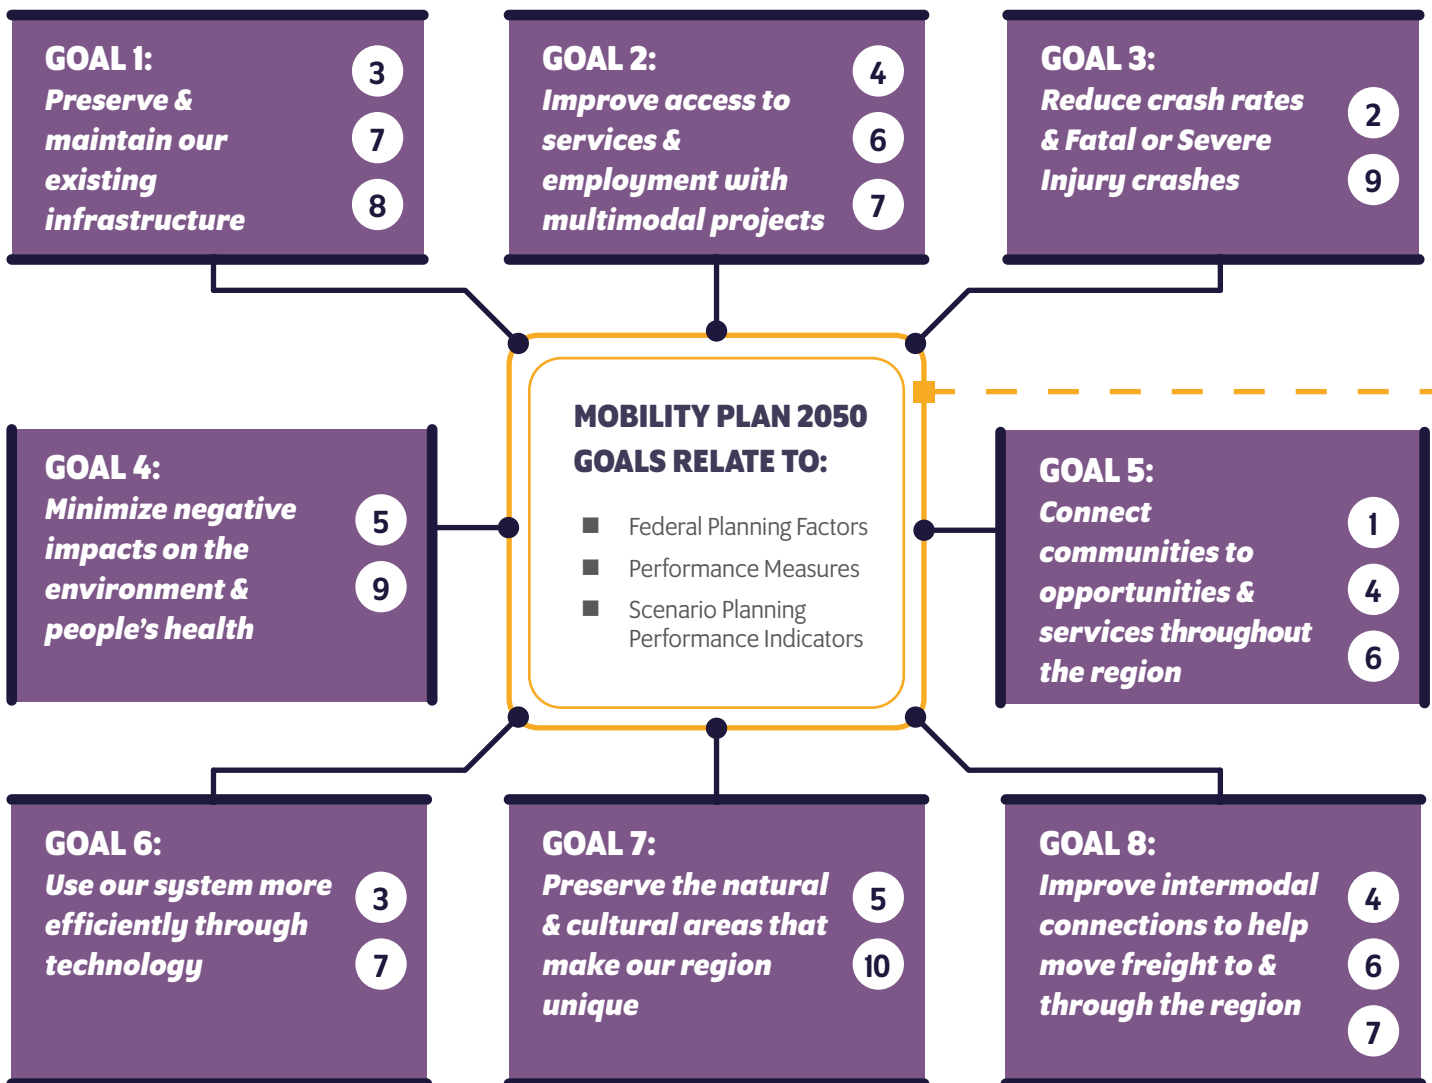 GOAL 1:
Preserve &
maintain our
existing
infrastructure
3
7
8
GOAL 2:
Improve access to
services &
employment with
multimodal projects
4
6
7
GOAL 3:
Reduce crash rates
& Fatal or Severe
Injury crashes
2
9
MOBILITY PLAN 2050
GOALS RELATE TO:
Federal Planning Factors
Performance Measures
Scenario Planning
Performance Indicators
GOAL 4:
Minimize negative
impacts on the
environment &
people's health
5
9
GOAL 5:
Connect
communities to
opportunities &
services throughout
the region
1
4
6
GOAL 6:
Use our system more
efficiently through
technology
3
7
GOAL 7:
Preserve the natural
& cultural areas that
make our region
unique
5
10
GOAL 8:
Improve intermodal
connections to help
move freight to &
through the region
4
6
7